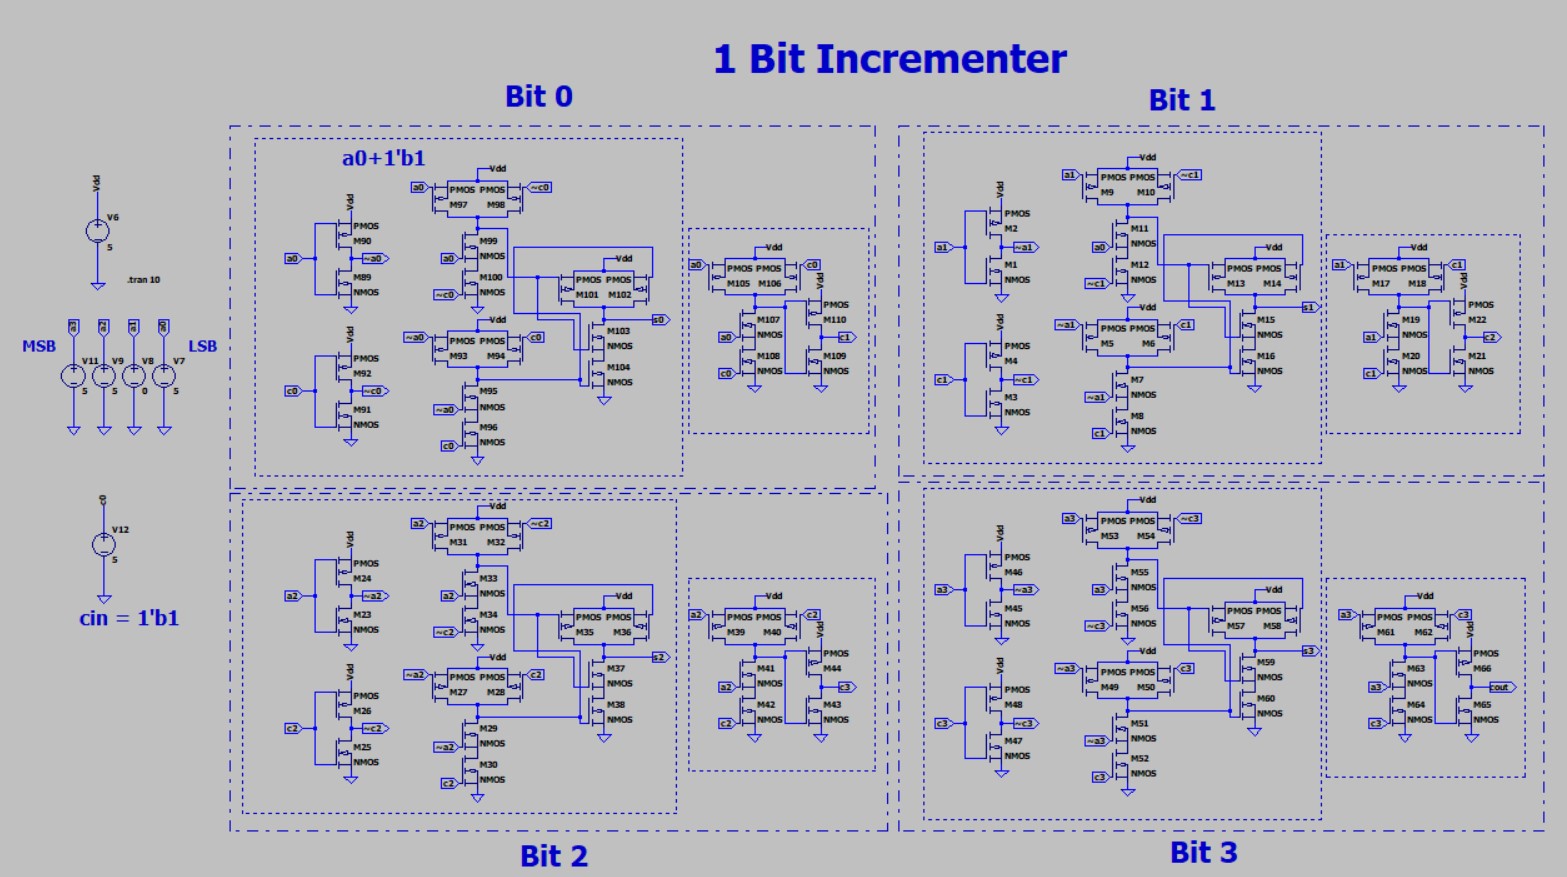 1 Bit Incrementer
Bit 0
Bit 1
a0+1'b1
Vdd
V6
5
.tran 10
MSB
a3
a2
a1
a0
LSB
V11
5
V9
5
V8
0
V7
5
c0
V12
5
cin = 1'b1
Vdd
PMOS
M90
a0
~a0
M89
NMOS
Vdd
PMOS
M92
c0
~c0
M91
NMOS
Vdd
a0
PMOS PMOS
~c0
M97
M98
M99
a0
NMOS
M100
~c0
NMOS
Vdd
~a0
PMOS PMOS
c0
M93
M94
M95
~a0
NMOS
M96
c0
NMOS
Vdd
PMOS PMOS
M101
M102
s0
M103
NMOS
M104
NMOS
Vdd
a0
PMOS PMOS
c0
M105
M106
Vdd
PMOS
M110
M107
a0
NMOS
c1
M108
c0
NMOS
M109
NMOS
Vdd
PMOS
M2
a1
~a1
M1
NMOS
Vdd
PMOS
M4
c1
~c1
M3
NMOS
Vdd
a1
PMOS PMOS
~c1
M9
M10
M11
a0
NMOS
M12
~c1
NMOS
Vdd
~a1
PMOS PMOS
c1
M5
M6
M7
~a1
NMOS
M8
c1
NMOS
Vdd
PMOS PMOS
M13
M14
s1
M15
NMOS
M16
NMOS
Vdd
a1
PMOS PMOS
c1
M17
M18
Vdd
PMOS
M22
M19
a1
NMOS
c2
M20
c1
NMOS
M21
NMOS
Vdd
PMOS
M24
a2
~a2
M23
NMOS
Vdd
PMOS
M26
c2
~c2
M25
NMOS
Vdd
a2
PMOS PMOS
~c2
M31
M32
M33
a2
NMOS
M34
~c2
NMOS
Vdd
~a2
PMOS PMOS
c2
M27
M28
M29
~a2
NMOS
M30
c2
NMOS
Vdd
PMOS PMOS
M35
M36
s2
M37
NMOS
M38
NMOS
Vdd
a2
PMOS PMOS
c2
M39
M40
Vdd
PMOS
M44
M41
a2
NMOS
c3
M42
c2
NMOS
M43
NMOS
Vdd
PMOS
M46
a3
~a3
M45
NMOS
Vdd
PMOS
M48
c3
~c3
M47
NMOS
Vdd
a3
PMOS PMOS
~c3
M53
M54
M55
a3
NMOS
M56
~c3
NMOS
Vdd
~a3
PMOS PMOS
c3
M49
M50
M51
~a3
NMOS
M52
c3
NMOS
Vdd
PMOS PMOS
M57
M58
s3
M59
NMOS
M60
NMOS
Vdd
a3
PMOS PMOS
c3
M61
M62
Vdd
PMOS
M66
M63
a3
NMOS
cout
M64
c3
NMOS
M65
NMOS
Bit 2
Bit 3